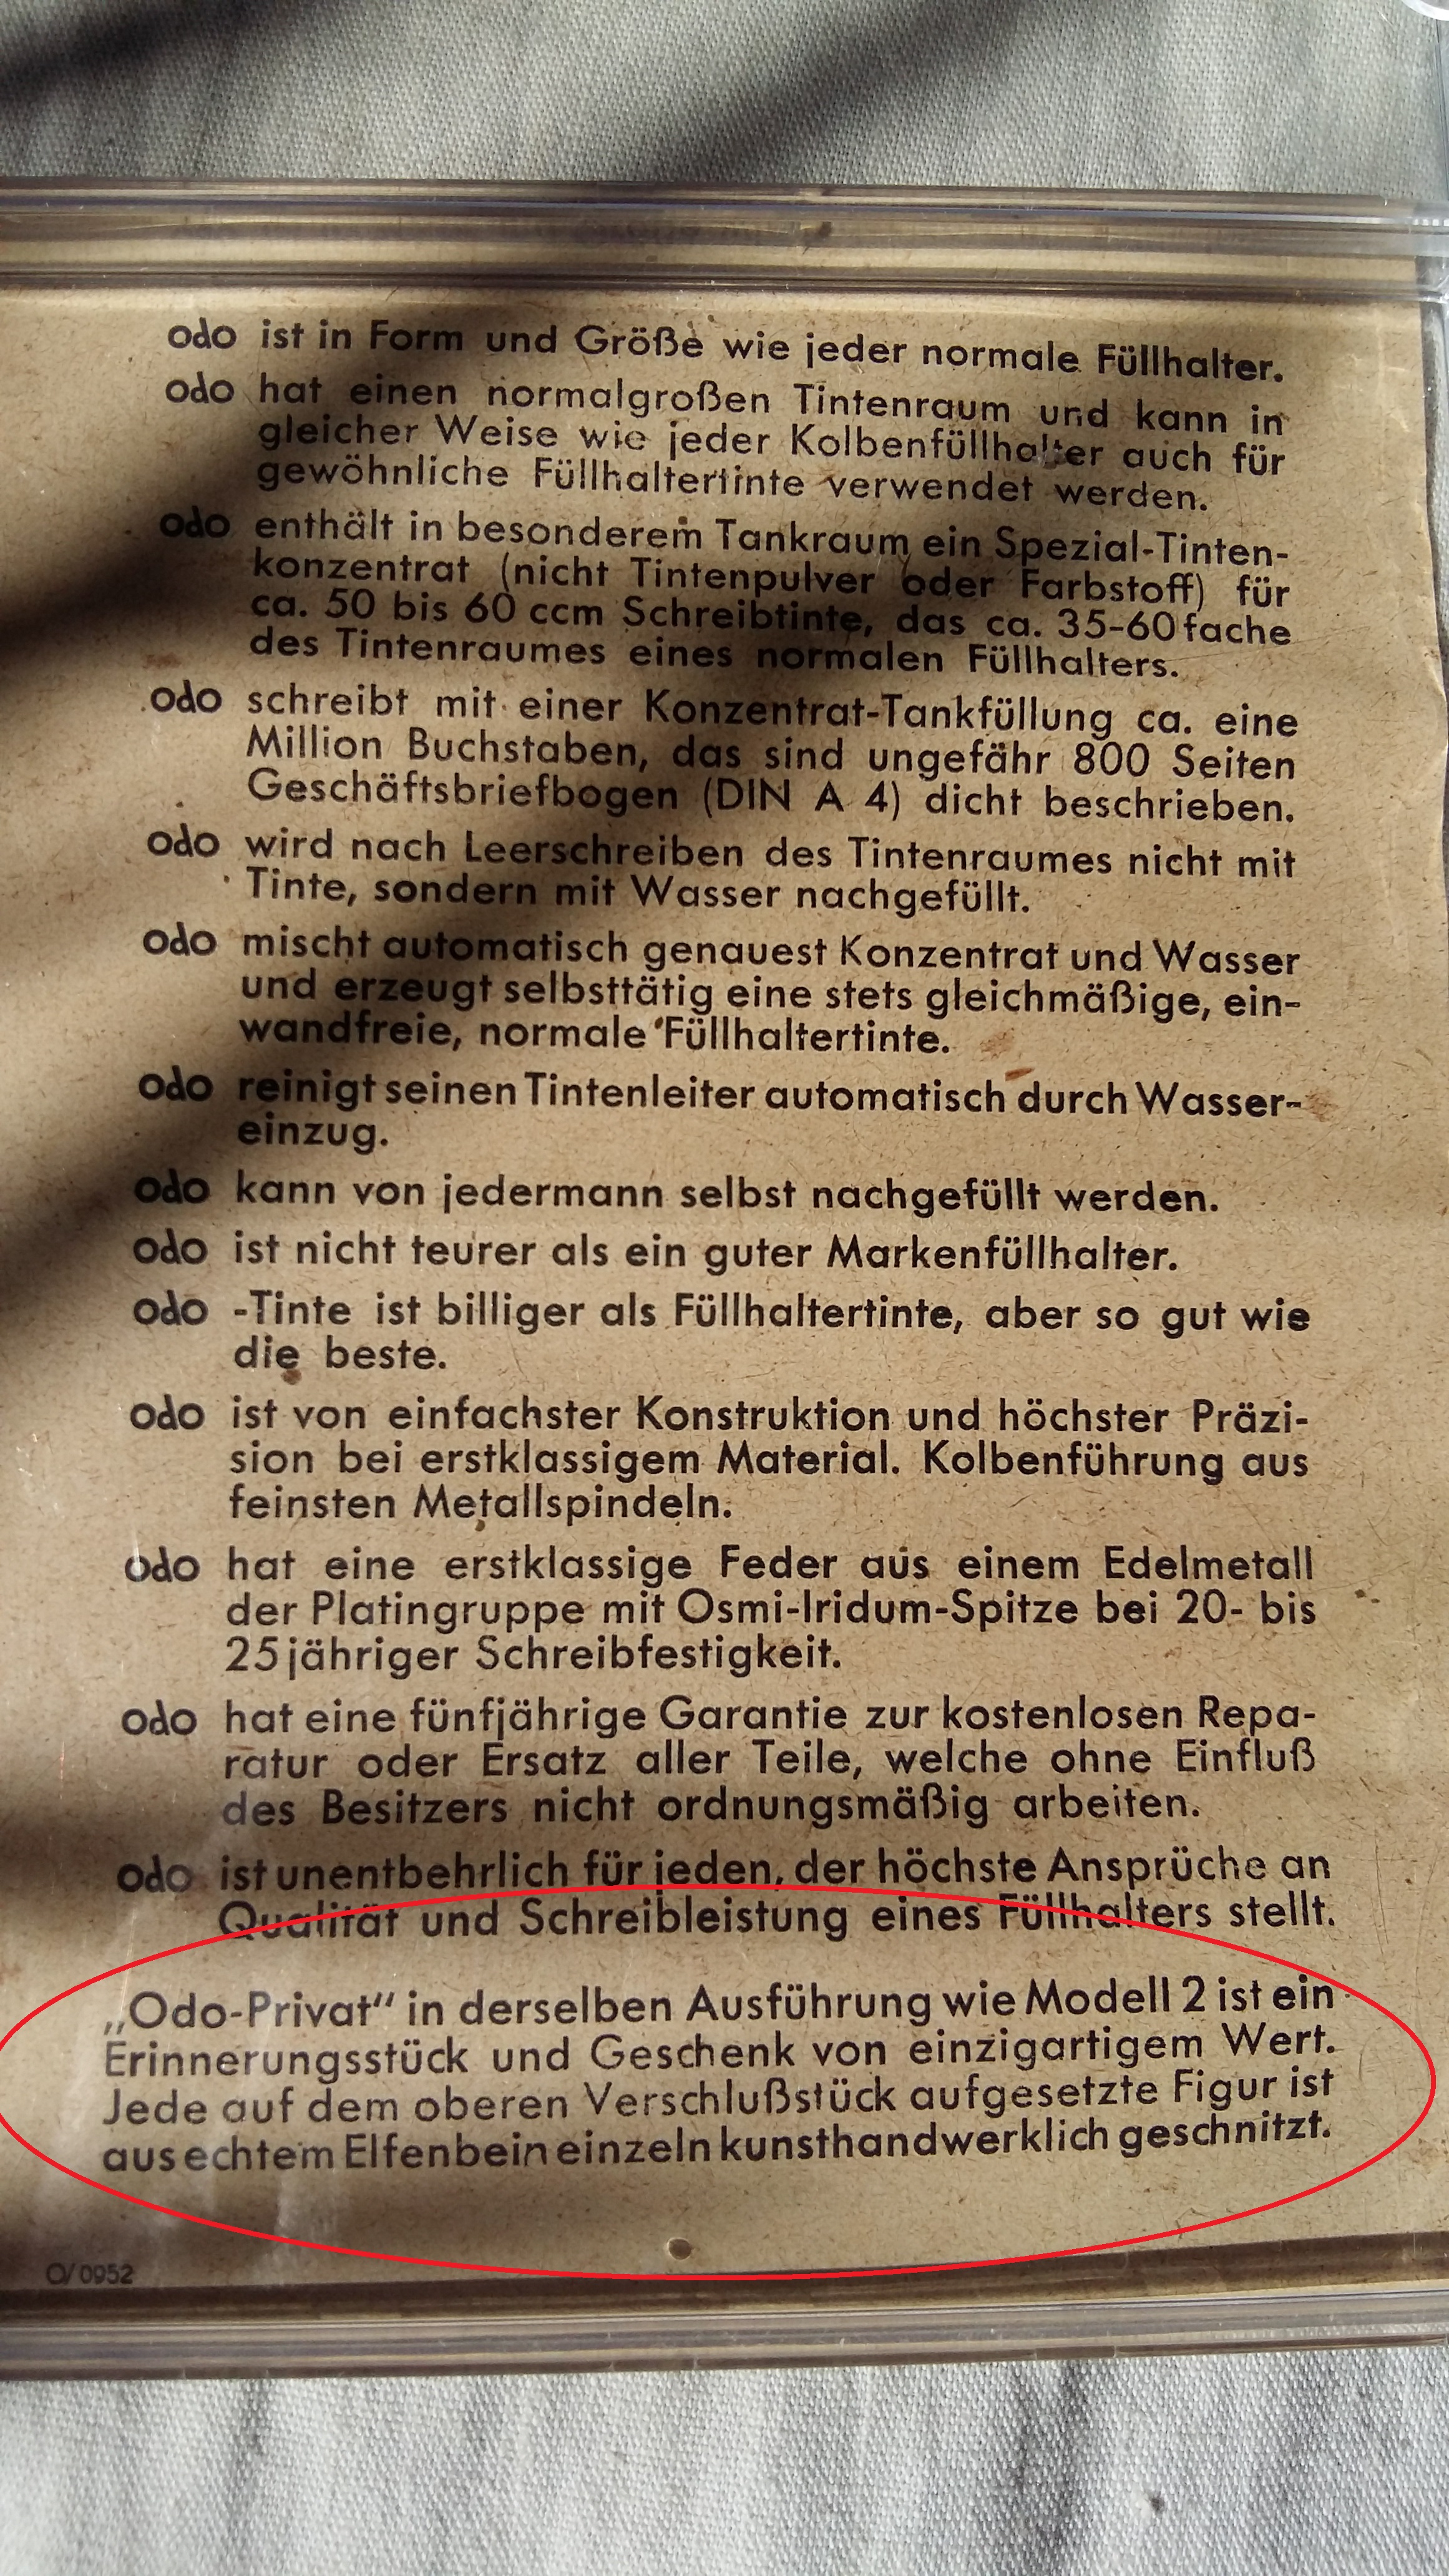 odo ist in Form und Größe wie jeder normale Füllhalter.
odo hat einen normalgroßen Tintenraum und kann in
gleicher Weise wie jeder Kolbenfüllhalter auch für
gewöhnliche Füllhaltertinte verwendet werden.
odo enthält in besonderem Tankraum ein Spezial-Tinten-
konzentrat (nicht Tintenpulver oder Farbstoff) für
ca. 50 bis 60 ccm Schreibtinte, das ca. 35-60fache
des Tintenraumes eines normalen Füllhalters.
odo schreibt mit einer Konzentrat-Tankfüllung ca. eine
Million Buchstaben, das sind ungefähr 800 Seiten
Geschäftsbriefbogen (DIN A 4) dicht beschrieben.
odo wird nach Leerschreiben des Tintenraumes nicht mit
Tinte, sondern mit Wasser nachgefüllt.
odo mischt automatisch genauest Konzentrat und Wasser
und erzeugt selbsttätig eine stets gleichmäßige, ein-
wandfreie, normale Füllhaltertinte.
odo reinigt seinen Tintenleiter automatisch durch Wasser-
einzug.
odo kann von jedermann selbst nachgefüllt werden.
odo ist nicht teurer als ein guter Markenfüllhalter.
odo -Tinte ist billiger als Füllhaltertinte, aber so gut wie
die beste.
odo ist von einfachster Konstruktion und höchster Präzi-
sion bei erstklassigem Material. Kolbenführung aus
feinsten Metallspindeln.
odo hat eine erstklassige Feder aus einem Edelmetall
der Platingruppe mit Osmi-Iridum-Spitze bei 20- bis
25jähriger Schreibfestigkeit.
odo hat eine fünfjährige Garantie zur kostenlosen Repa-
ratur oder Ersatz aller Teile, welche ohne Einfluß
des Besitzers nicht ordnungsmäßig arbeiten.
odo ist unentbehrlich für jeden, der höchste Ansprüche an
Qualität und Schreibleistung eines Füllhalters stellt.
„Odo-Privat“ in derselben Ausführung wie Modell 2 ist ein
Erinnerungsstück und Geschenk von einzigartigem Wert.
Jede auf dem oberen Verschlußstück aufgesetzte Figur ist
aus echtem Elfenbein einzeln kunsthandwerklich geschnitzt.
O/0952